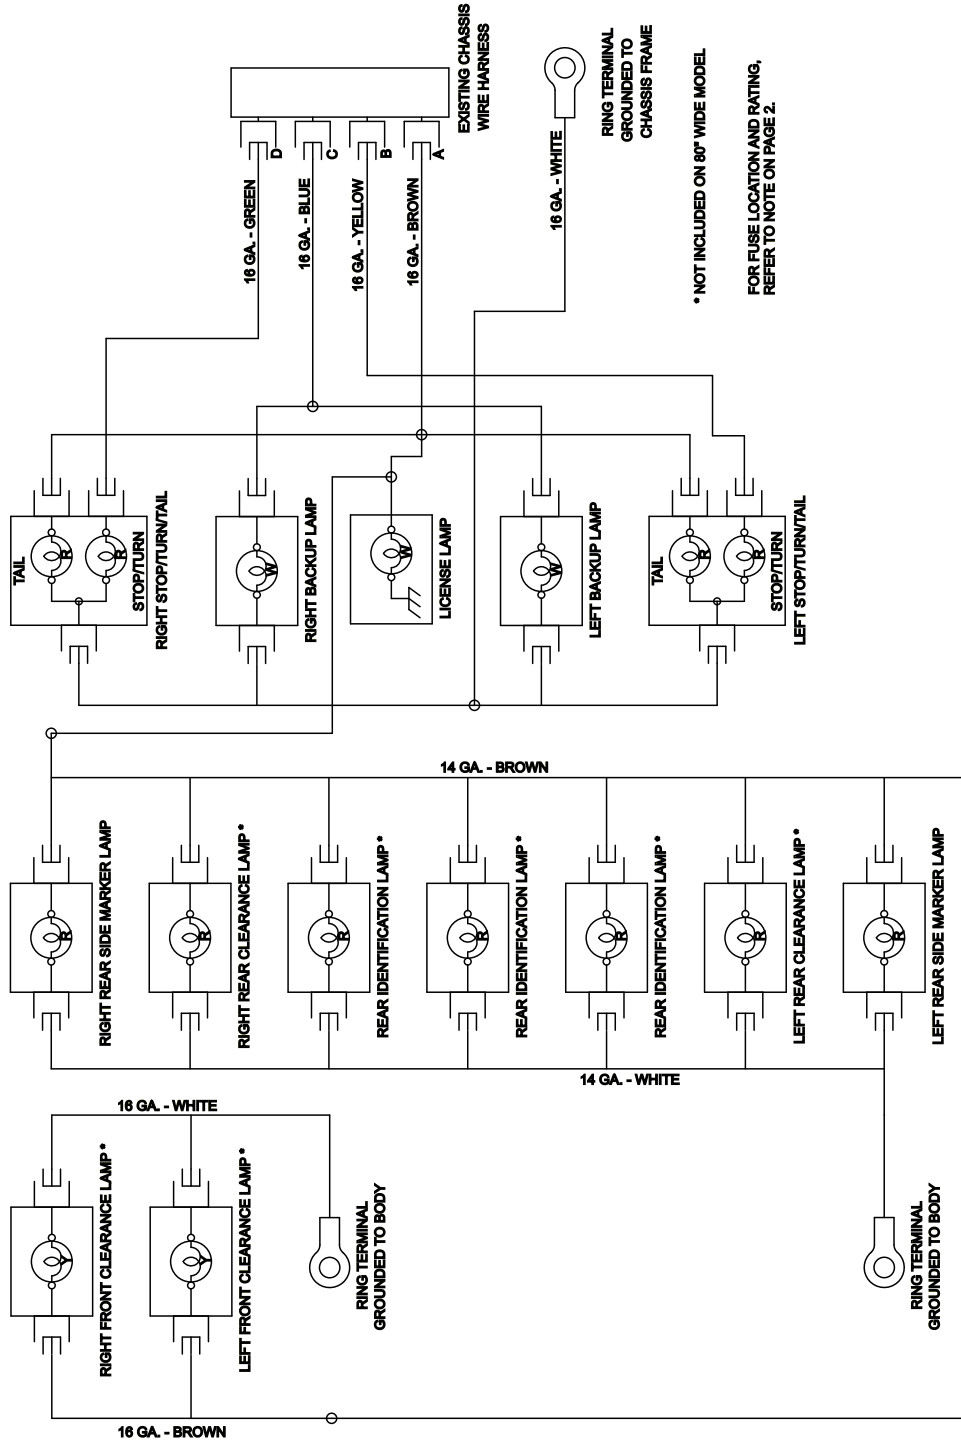 EXISTING CHASSIS
WIRE HARNESS
D
C
B
A
16 GA. - GREEN
16 GA. - BLUE
16 GA. - YELLOW
16 GA. - BROWN
16 GA. - WHITE
RING TERMINAL
GROUNDED TO
CHASSIS FRAME
* NOT INCLUDED ON 80" WIDE MODEL
FOR FUSE LOCATION AND RATING,
REFER TO NOTE ON PAGE 2.
TAIL
R
R
STOP/TURN
RIGHT STOP/TURN/TAIL
W
RIGHT BACKUP LAMP
W
LICENSE LAMP
W
LEFT BACKUP LAMP
TAIL
R
R
STOP/TURN
LEFT STOP/TURN/TAIL
14 GA. - BROWN
R
RIGHT REAR SIDE MARKER LAMP
R
RIGHT REAR CLEARANCE LAMP *
R
REAR IDENTIFICATION LAMP *
R
REAR IDENTIFICATION LAMP *
R
REAR IDENTIFICATION LAMP *
R
LEFT REAR CLEARANCE LAMP *
R
LEFT REAR SIDE MARKER LAMP
14 GA. - WHITE
16 GA. - WHITE
Y
RIGHT FRONT CLEARANCE LAMP *
Y
LEFT FRONT CLEARANCE LAMP *
RING TERMINAL
GROUNDED TO BODY
RING TERMINAL
GROUNDED TO BODY
16 GA. - BROWN